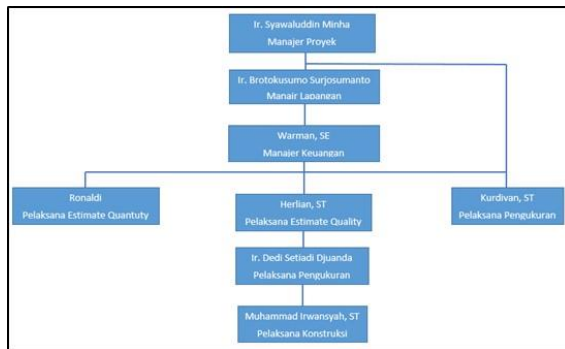 Ir. Syawaluddin Minha
Manajer Proyek
Ir. Brotokusumo Surjosumanto
Manajr Lapangan
Warman, SE
Manajer Keuangan
Ronaldi
Pelaksana Estimate Quantuty
Herlian, ST
Pelaksana Estimate Quality
Kurdivan, ST
Pelaksana Pengukuran
Ir. Dedi Setiadi Djuanda
Pelaksana Pengukuran
Muhammad Irwansyah, ST
Pelaksana Konstruksi